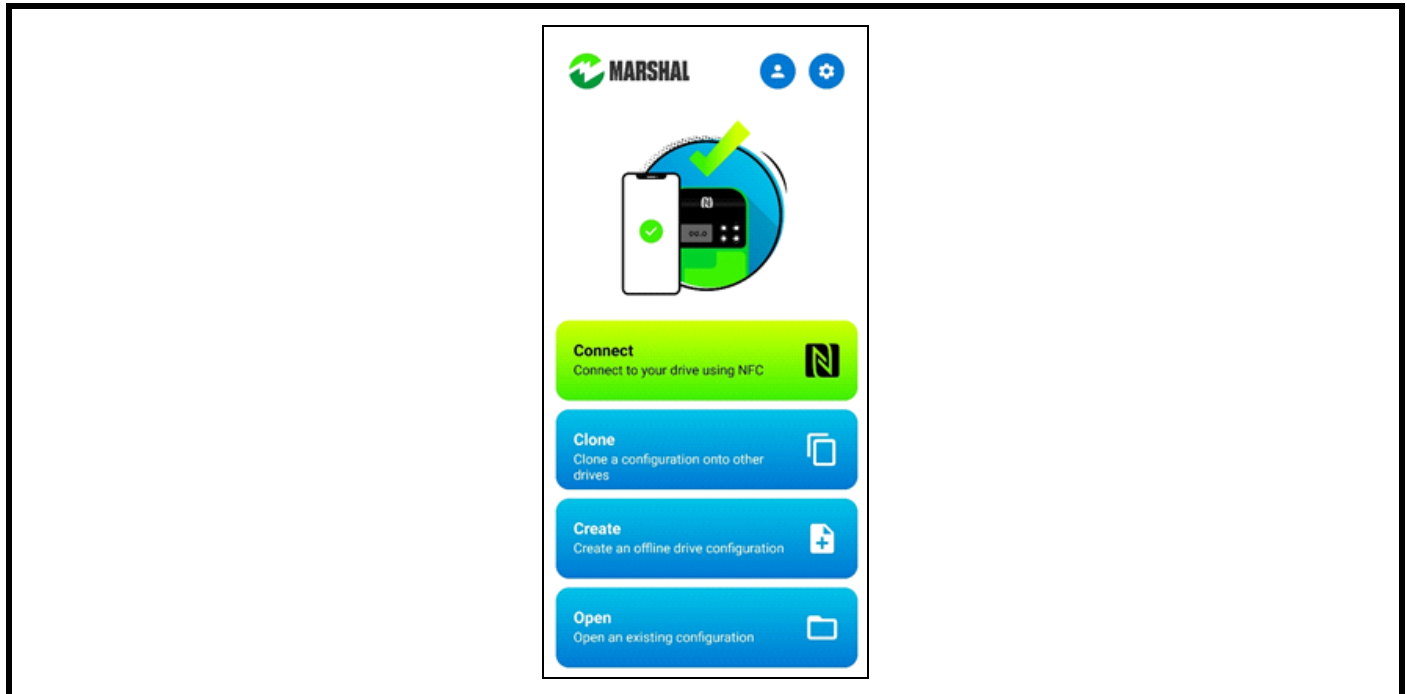 MARSHAL
00.0
Connect
Connect to your drive using NFC
Clone
Clone a configuration onto other
drives
Create
Create an offline drive configuration
Open
Open an existing configuration